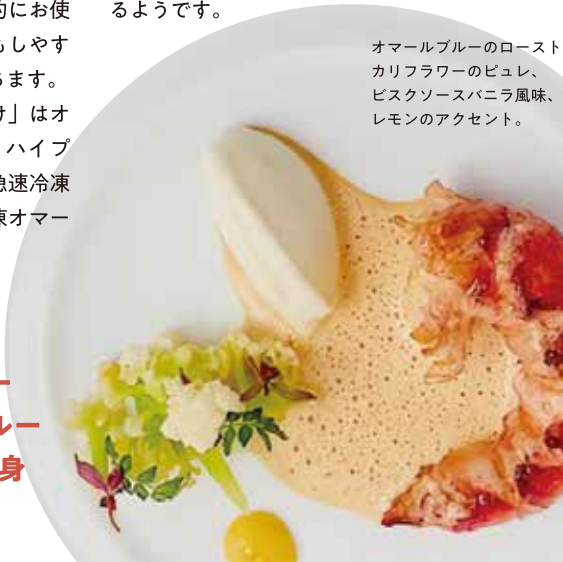 るようです。
的にお使
もしやす
ります。
け」はオ
ハイプ
急速冷凍
凍オマー
オマールブルーのロースト
カリフラワーのピュレ、
ビスクソースバニラ風味、
レモンのアクセント。
ー
ルー
身